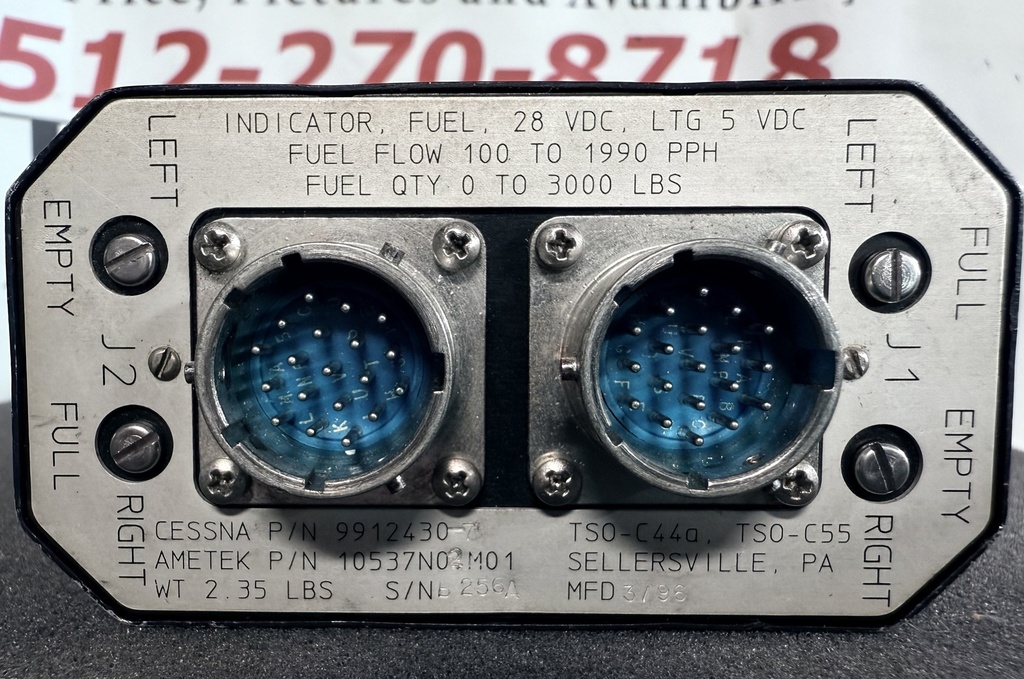 512-270-8718
INDICATOR, FUEL, 28 VDC, LTG 5 VDC
FUEL FLOW 100 TO 1990 PPH
FUEL QTY 0 TO 3000 LBS
LEFT
EMPTY
J2
FULL
RIGHT
LEFT
FULL
J1
EMPTY
RIGHT
CESSNA P/N 9912430-
AMETEK P/N
WT 2.35 LBS S/N 256A
TSO-C44a, TSO-C55
SELLERSVILLE, PA
MFD 3/96